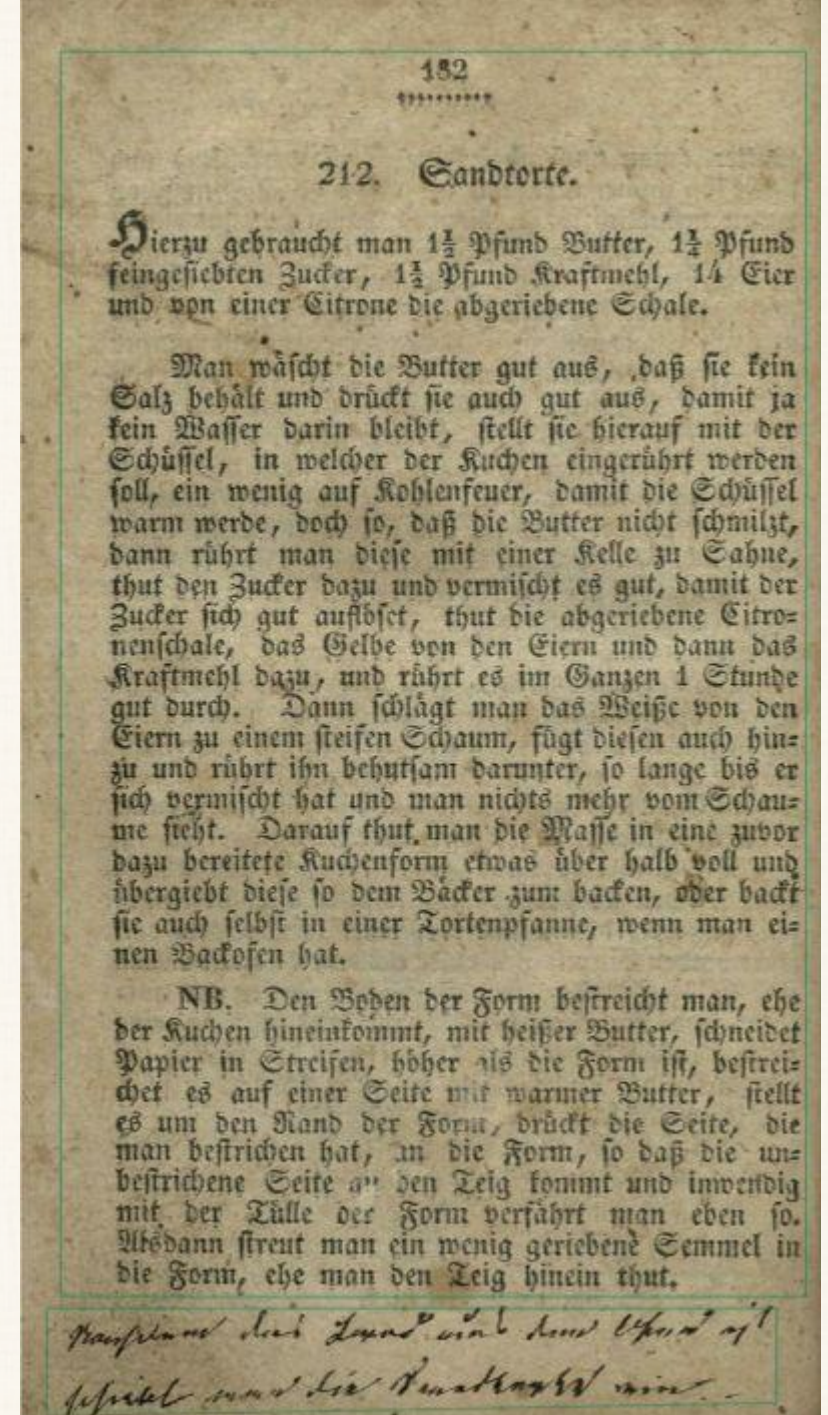 182
212. Sandtorte.
Hierzu gebraucht man 1½ Pfund Butter, 1½ Pfund
feingesiebten Zucker, 1½ Pfund Kraftmehl, 14 Eier
und von einer Citrone die abgeriebene Schale.
Man wäscht die Butter gut aus, daß sie kein
Salz behält und drückt sie auch gut aus, damit ja
kein Wasser darin bleibt, stellt sie hierauf mit der
Schüssel, in welcher der Kuchen eingerührt werden
soll, ein wenig auf Kohlenfeuer, damit die Schüssel
warm werde, doch so, daß die Butter nicht schmilzt,
dann rührt man diese mit einer Kelle zu Sahne,
thut den Zucker dazu und vermischt es gut, damit der
Zucker sich gut auflöset, thut die abgeriebene Citro=
nenschale, das Gelbe von den Eiern und dann das
Kraftmehl dazu, und rührt es im Ganzen 1 Stunde
gut durch. Dann schlägt man das Weiße von den
Eiern zu einem steifen Schaum, fügt diesen auch hin=
zu und rührt ihn behutsam darunter, so lange bis er
sich vermischt hat und man nichts mehr vom Schau=
me sieht. Darauf thut man die Masse in eine zuvor
dazu bereitete Kuchenform etwas über halb voll und
übergiebt diese so dem Bäcker zum backen, oder backt
sie auch selbst in einer Tortenpfanne, wenn man ei=
nen Backofen hat.
NB. Den Boden der Form bestreicht man, ehe
der Kuchen hineinkommt, mit heißer Butter, schneidet
Papier in Streifen, höher als die Form ist, bestrei=
chet es auf einer Seite mit warmer Butter, stellt
es um den Rand der Form, drückt die Seite, die
man bestrichen hat, an die Form, so daß die un=
bestrichene Seite an den Teig kommt und inwendig
mit der Tülle der Form verfährt man eben so.
Alsdann streut man ein wenig geriebene Semmel in
die Form, ehe man den Teig hinein thut.